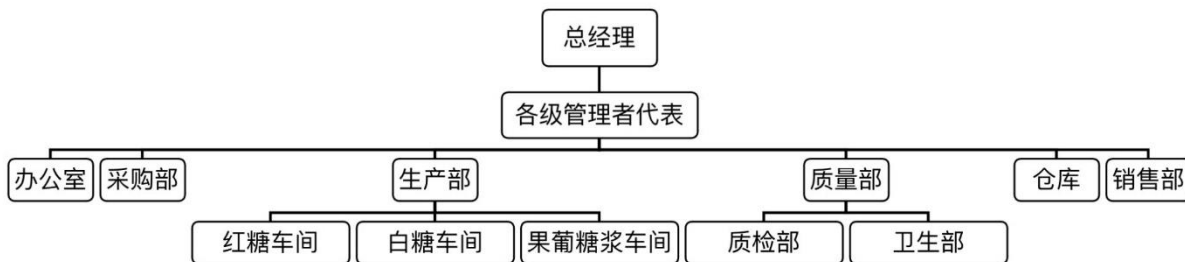 总经理
各级管理者代表
办公室 采购部 生产部 质量部 仓库 销售部
红糖车间 白糖车间 果葡糖浆车间 质检部 卫生部